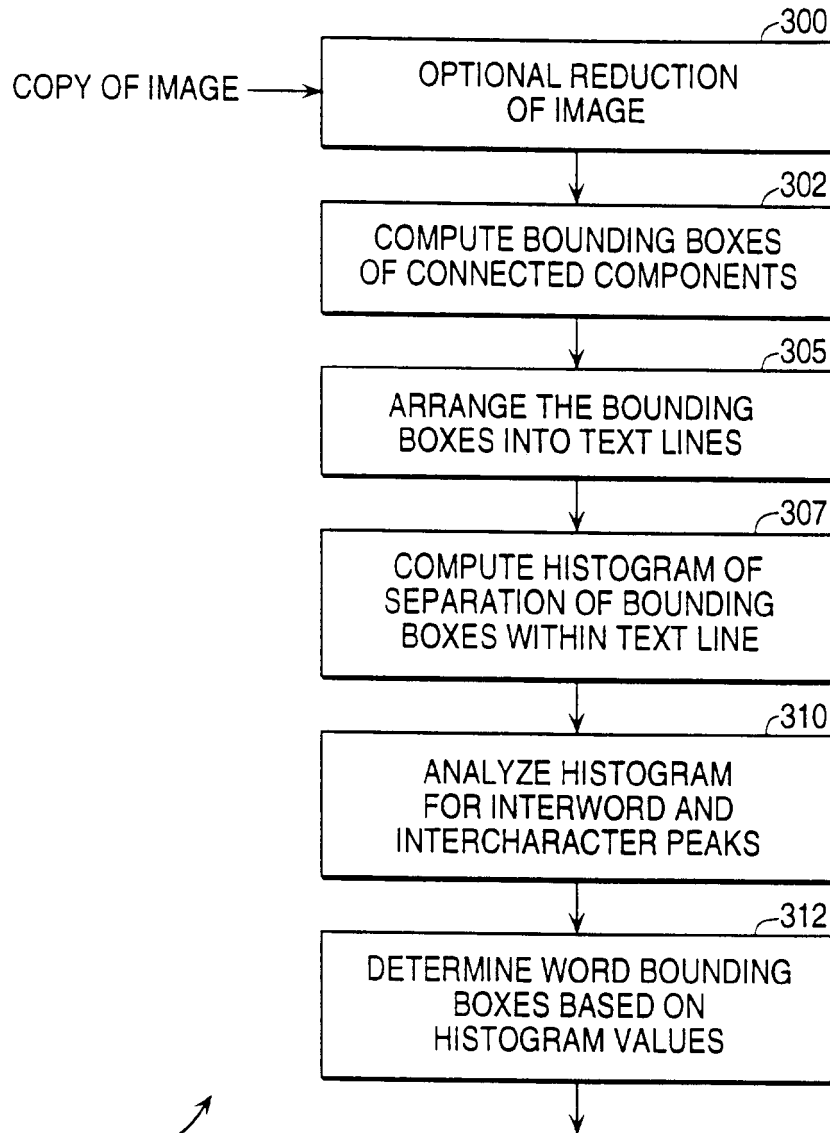 300
COPY OF IMAGE
OPTIONAL REDUCTION
OF IMAGE
302
COMPUTE BOUNDING BOXES
OF CONNECTED COMPONENTS
305
ARRANGE THE BOUNDING
BOXES INTO TEXT LINES
307
COMPUTE HISTOGRAM OF
SEPARATION OF BOUNDING
BOXES WITHIN TEXT LINE
310
ANALYZE HISTOGRAM
FOR INTERWORD AND
INTERCHARACTER PEAKS
312
DETERMINE WORD BOUNDING
BOXES BASED ON
HISTOGRAM VALUES